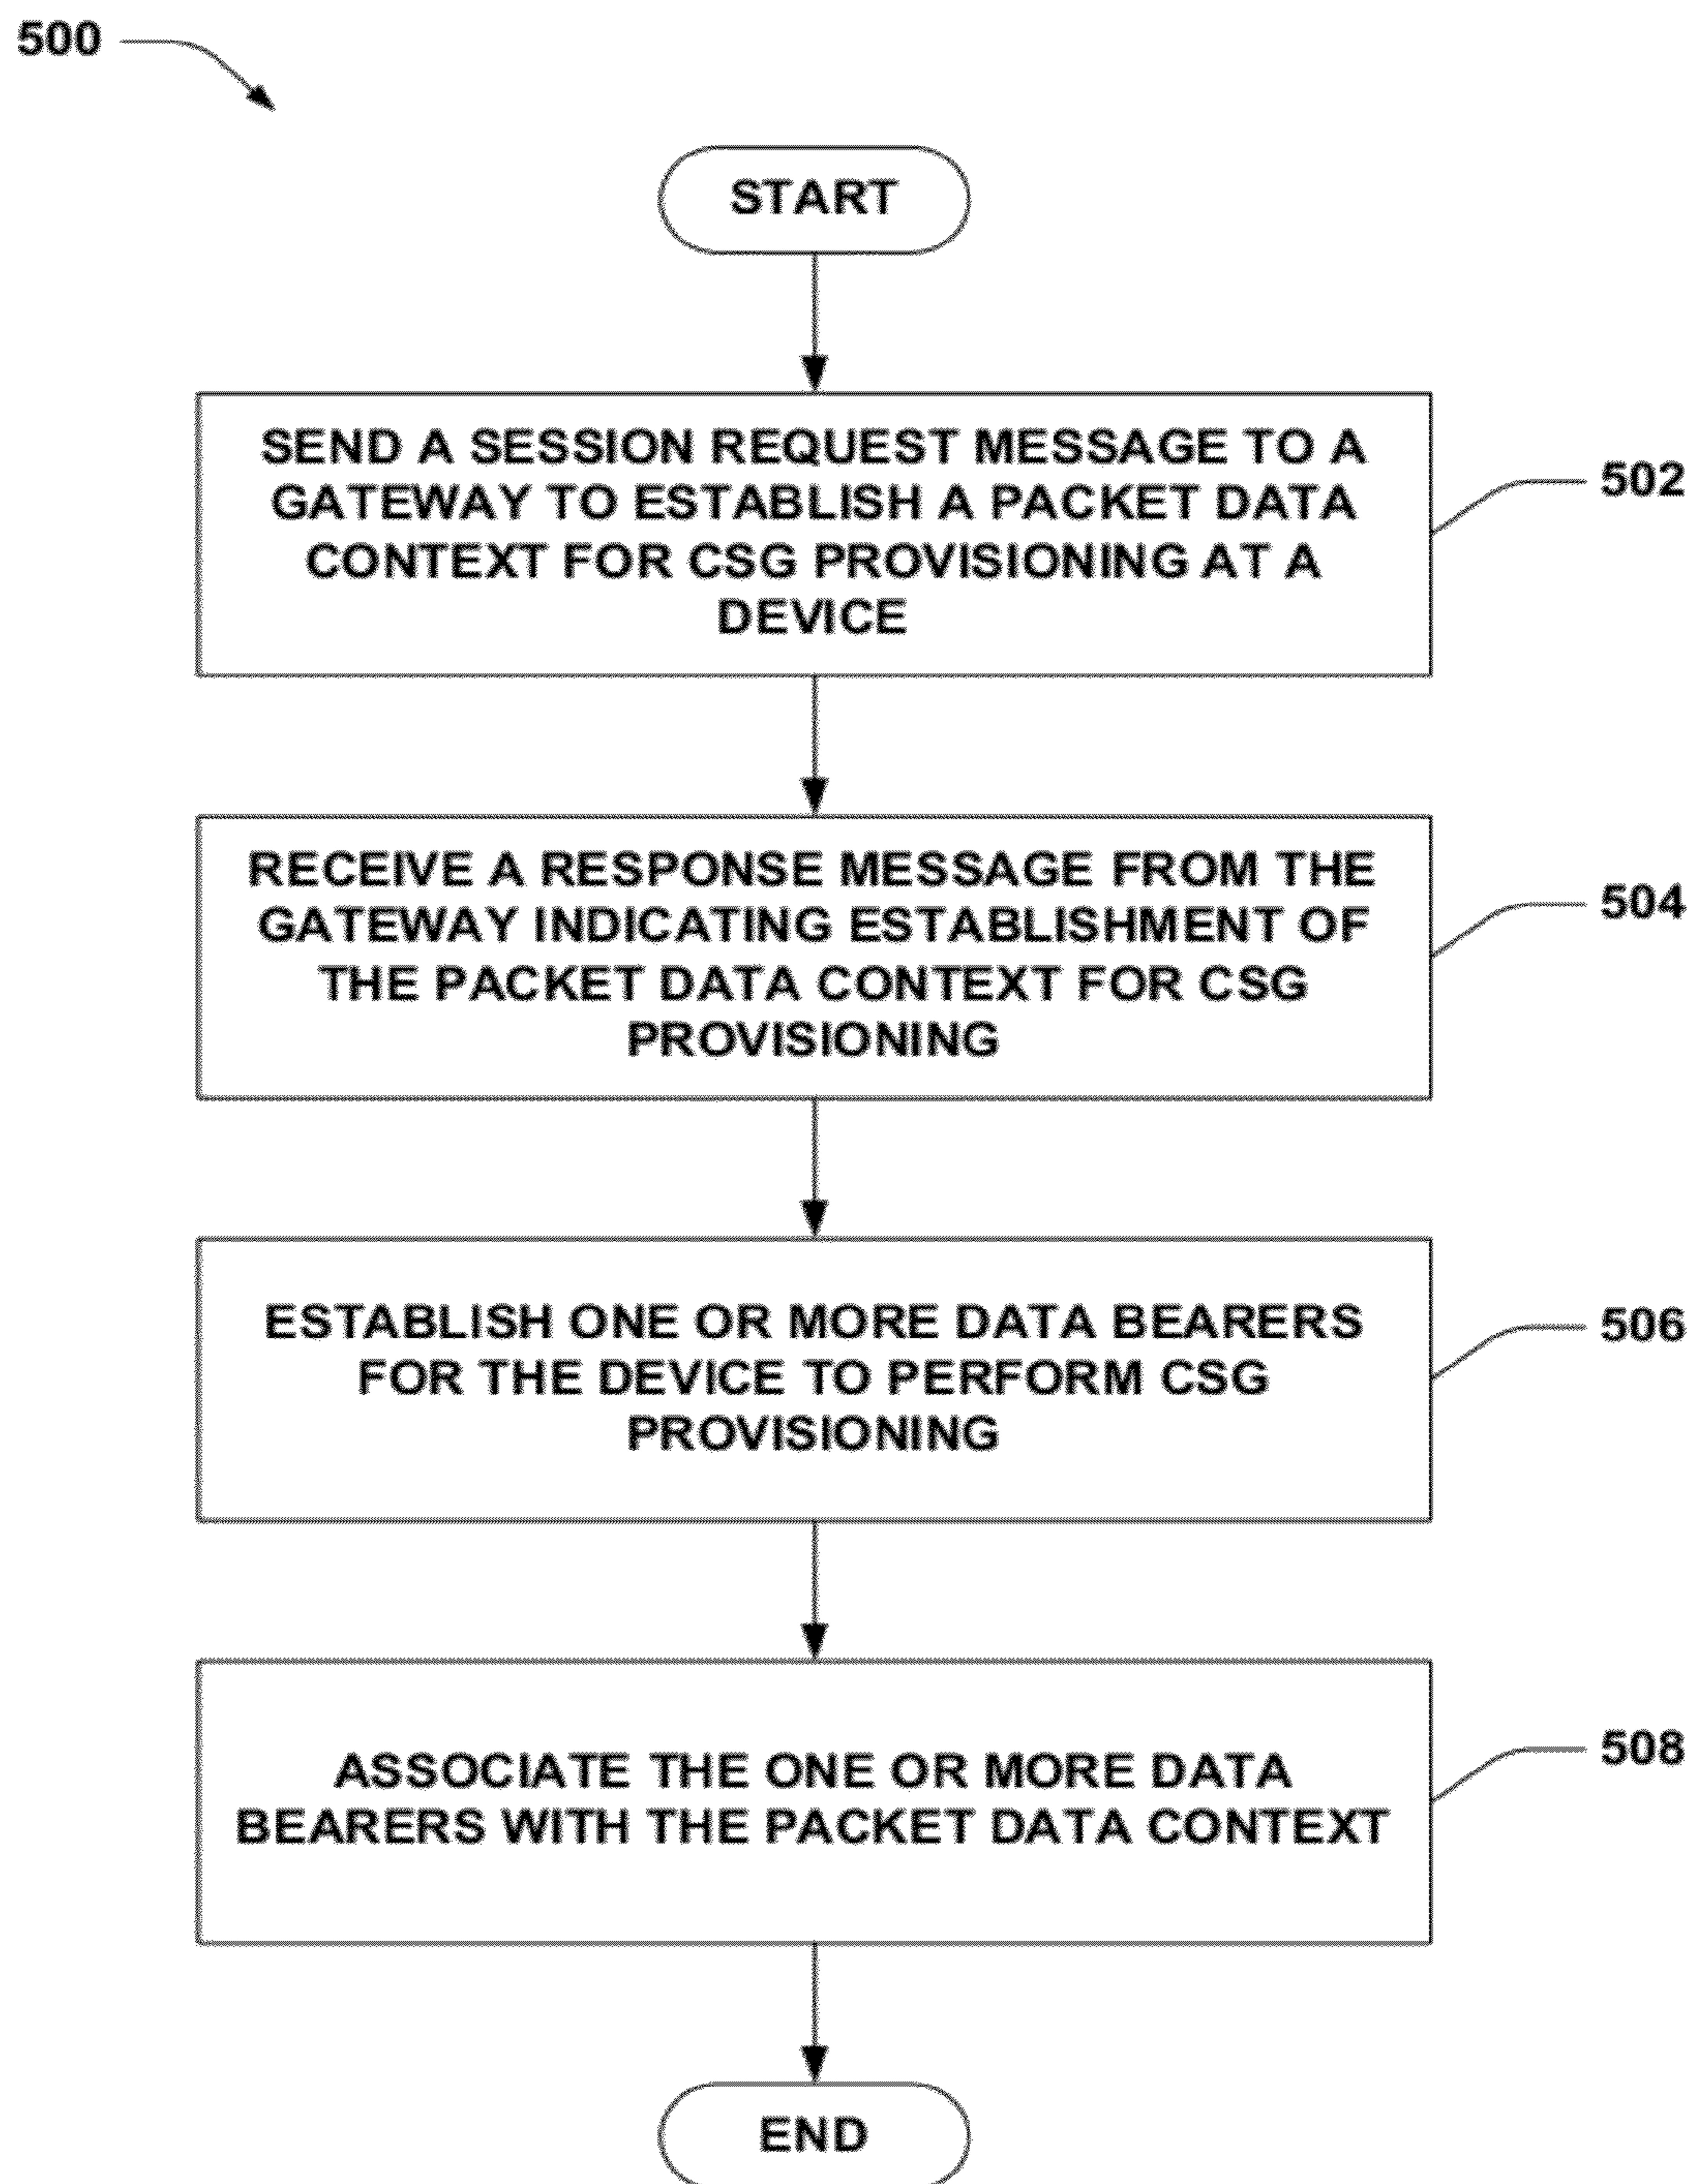 500
START
SEND A SESSION REQUEST MESSAGE TO A
GATEWAY TO ESTABLISH A PACKET DATA
CONTEXT FOR CSG PROVISIONING AT A
DEVICE
502
RECEIVE A RESPONSE MESSAGE FROM THE
GATEWAY INDICATING ESTABLISHMENT OF
THE PACKET DATA CONTEXT FOR CSG
PROVISIONING
504
ESTABLISH ONE OR MORE DATA BEARERS
FOR THE DEVICE TO PERFORM CSG
PROVISIONING
506
ASSOCIATE THE ONE OR MORE DATA
BEARERS WITH THE PACKET DATA CONTEXT
508
END